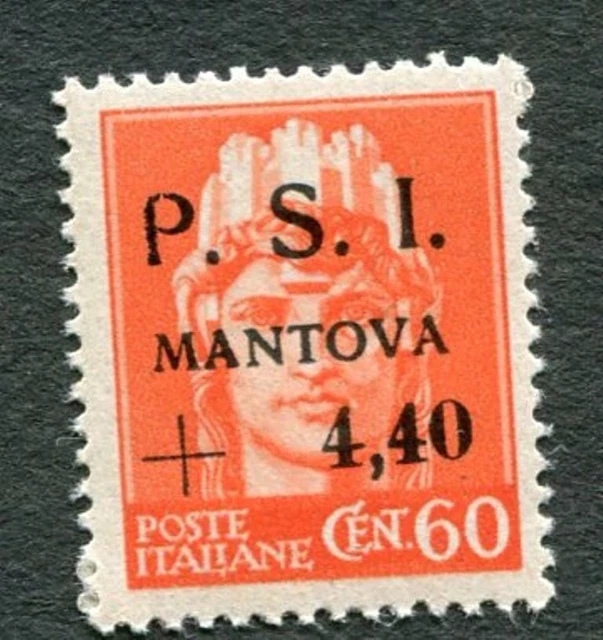 P. S. I.
MANTOVA
+ 4,40
POSTE
ITALIANE CENT. 60